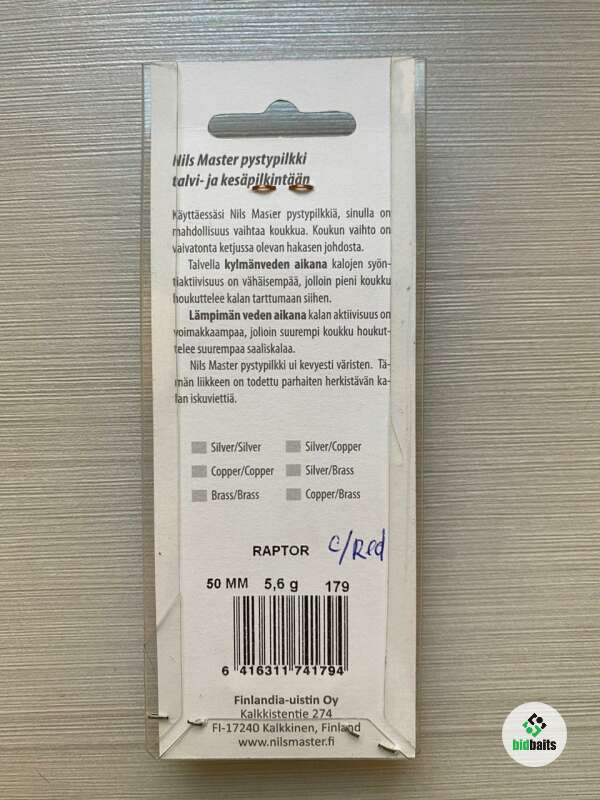 Nils Master pystypilkki
talvi- ja kesäpilkintään
Käyttäessäsi Nils Master pystypilkkiä, sinulla on
mahdollisuus vaihtaa koukkua. Koukun vaihto on
vaivatonta ketjussa olevan hakasen johdosta.
Talvella kylmänveden aikana kalojen syön-
tiaktiivisuus on vähäisempää, jolloin pieni koukku
houkuttelee kalan tarttumaan siihen.
Lämpimän veden aikana kalan aktiivisuus on
voimakkaampaa, jolloin suurempi koukku houkut-
telee suurempaa saaliskalaa.
Nils Master pystypilkki ui kevyesti väristen. Tä-
män liikkeen on todettu parhaiten herkistävän ka-
lan iskuviettiä.
Silver/Silver Silver/Copper
Copper/Copper Silver/Brass
Brass/Brass Copper/Brass
RAPTOR c/Red
50 MM 5,6 g 179
6 416311 741794
Finlandia-uistin Oy
Kalkkistentie 274
FI-17240 Kalkkinen, Finland
www.nilsmaster.fi
bidbaits